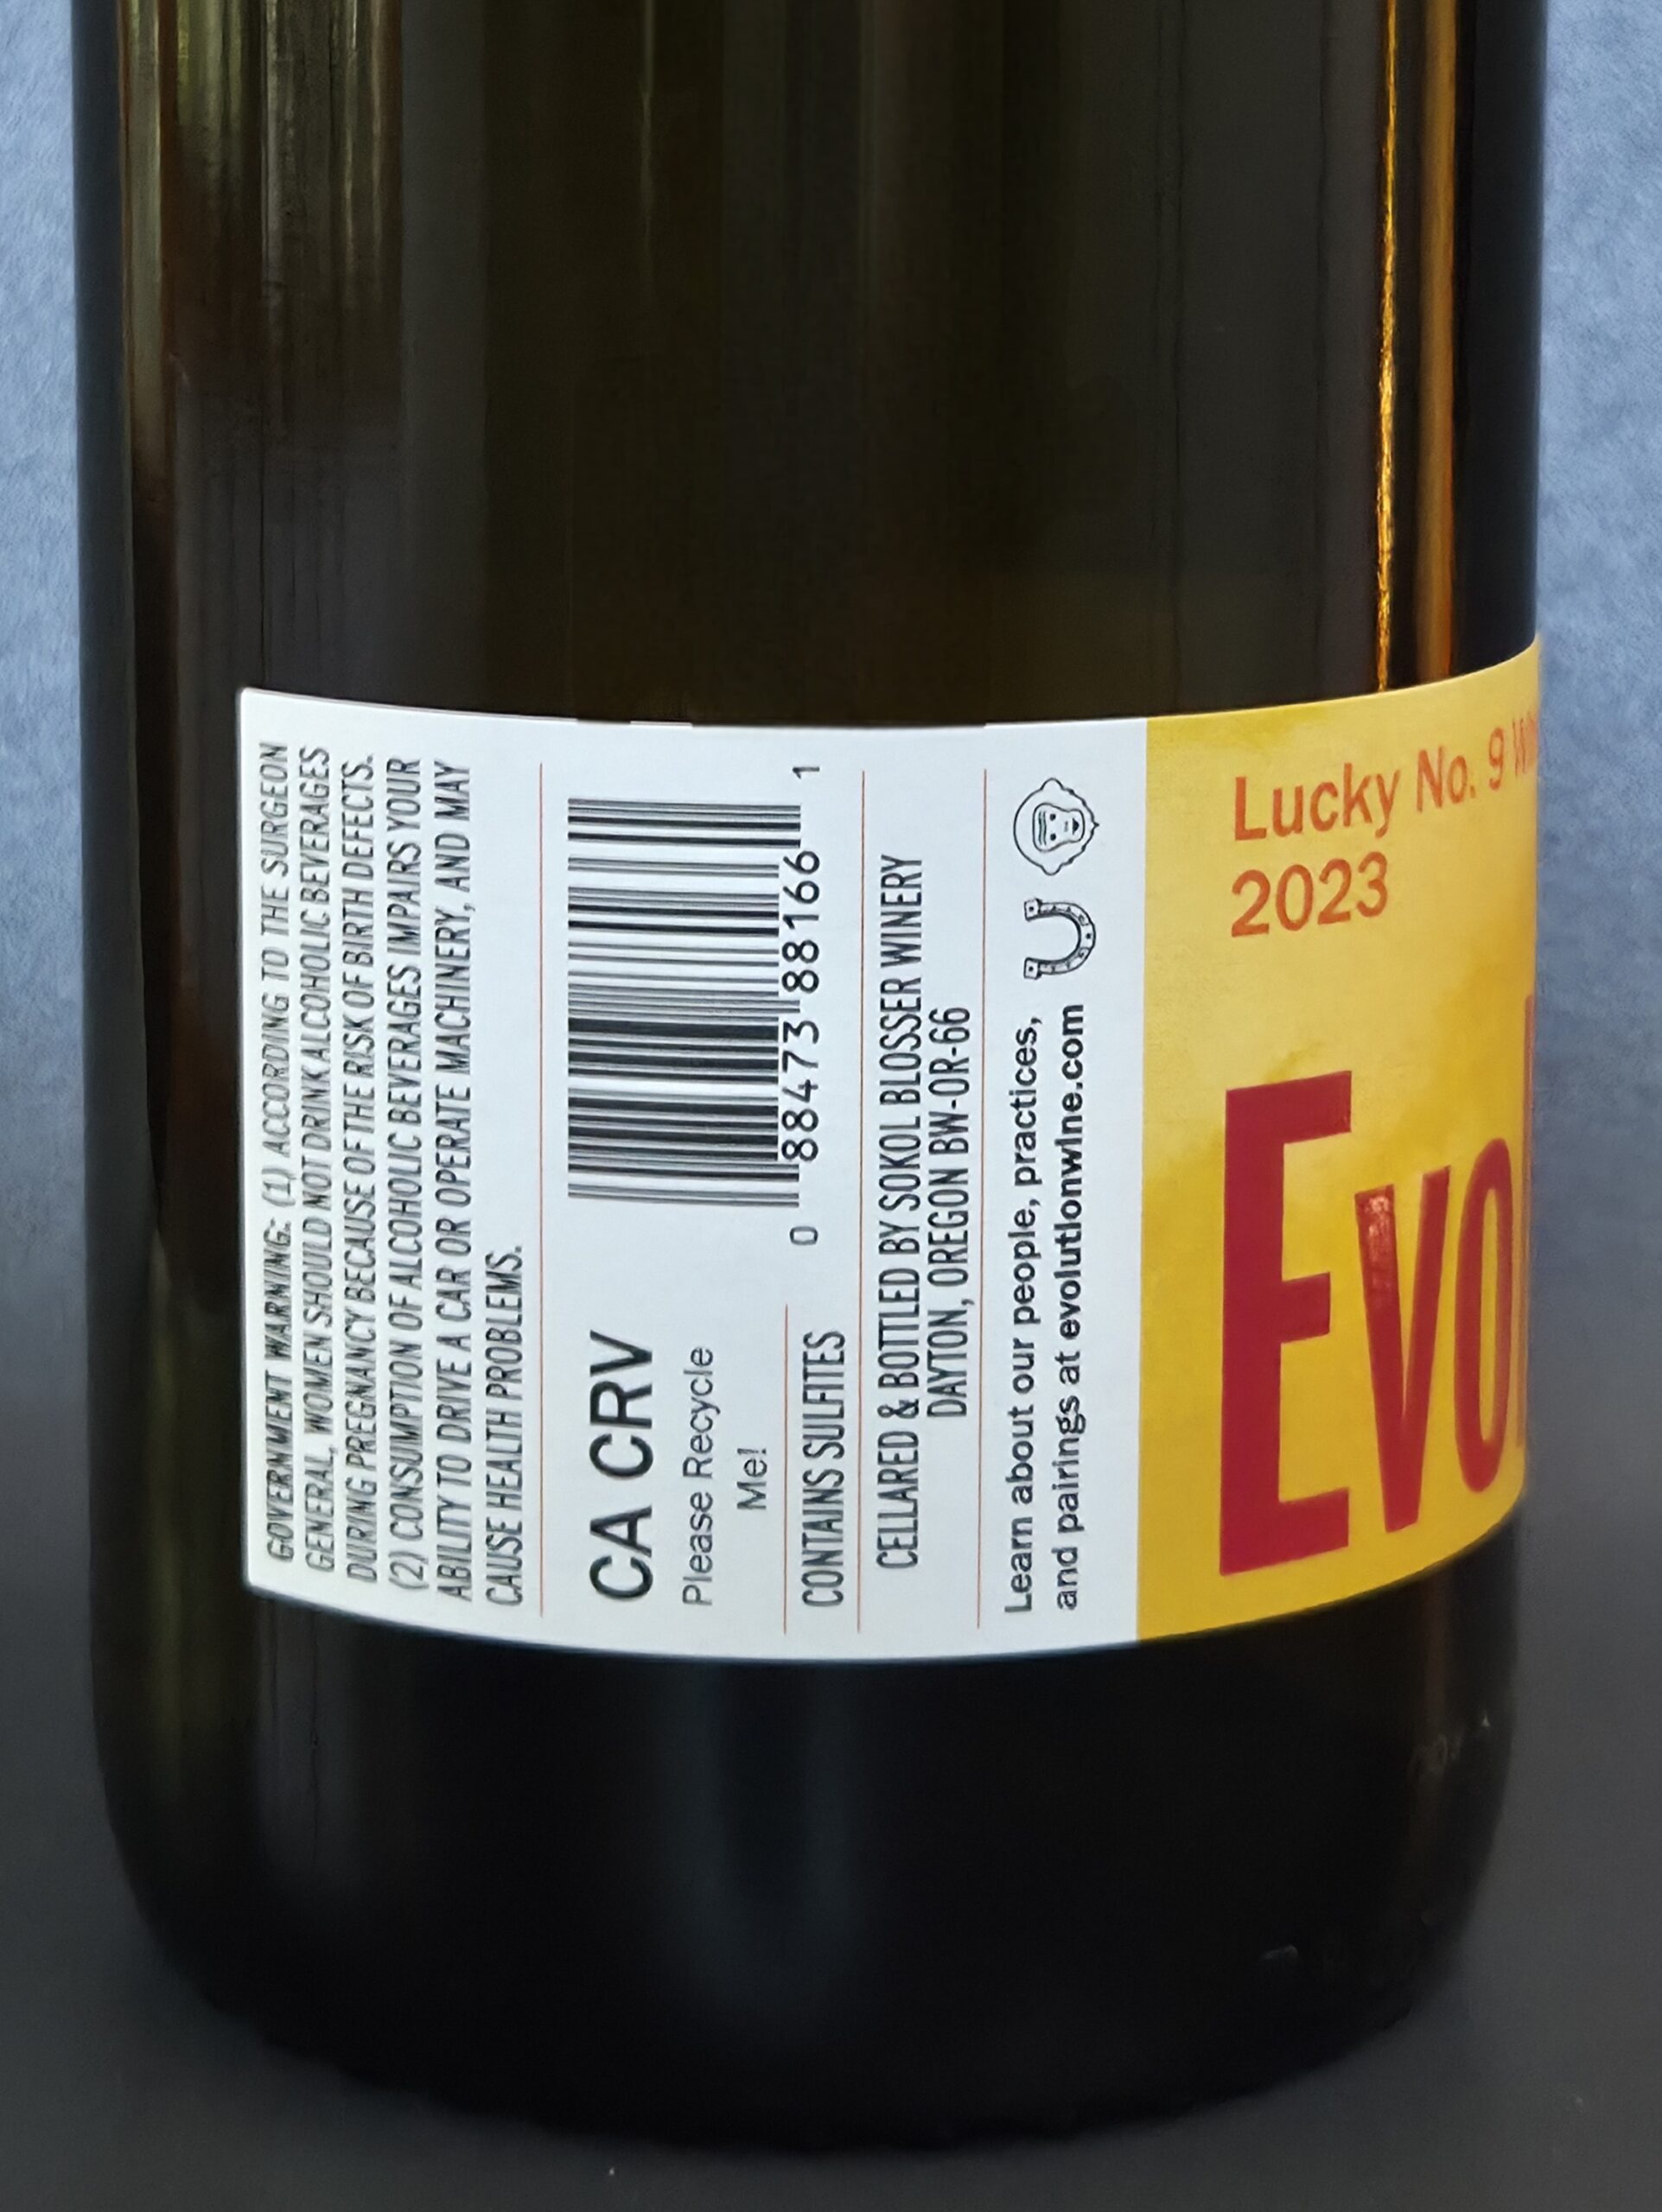 GOVERNMENT WARNING: (1) ACCORDING TO THE SURGEON
GENERAL, WOMEN SHOULD NOT DRINK ALCOHOLIC BEVERAGES
DURING PREGNANCY BECAUSE OF THE RISK OF BIRTH DEFECTS.
(2) CONSUMPTION OF ALCOHOLIC BEVERAGES IMPAIRS YOUR
ABILITY TO DRIVE A CAR OR OPERATE MACHINERY, AND MAY
CAUSE HEALTH PROBLEMS.
CA CRV
Please Recycle
Me!
0 88473 88166 1
CONTAINS SULFITES
CELLARED & BOTTLED BY SOKOL BLOSSER WINERY
DAYTON, OREGON BW-OR-66
Learn about our people, practices,
and pairings at evolutionwine.com
Lucky No. 9
2023
Evo